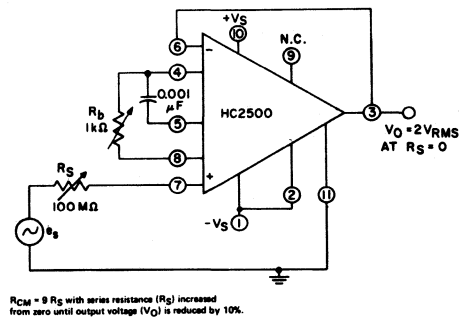 +VS
10
N.C.
9
6
−
4
0.001
μF
Rb
1kΩ
5
HC2500
3
VO = 2VRMS
AT RS = 0
8
RS
+
7
100 MΩ
2
11
−VS
1
es
RCM = 9 RS with series resistance (RS) increased
from zero until output voltage (VO) is reduced by 10%.